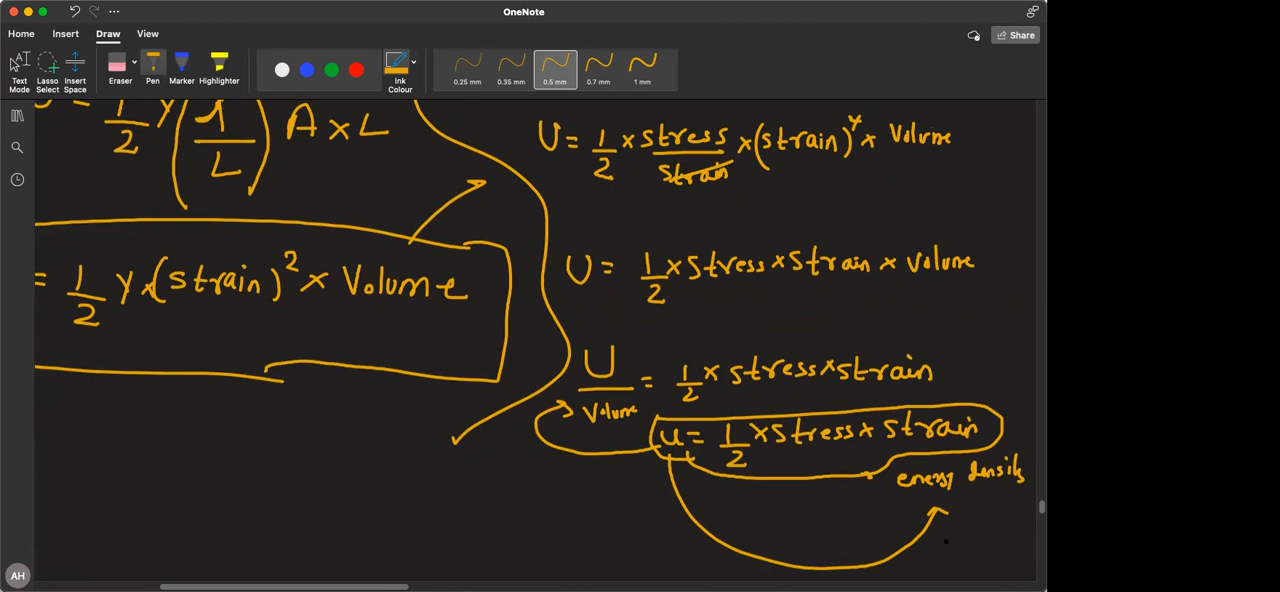 OneNote
Home Insert Draw View
Share
Text Mode
Lasso Select
Insert Space
Eraser
Pen
Marker
Highlighter
Ink Colour
0.25 mm
0.35 mm
0.5 mm
0.7 mm
1 mm
1/2 Y (1/L) A × L
= 1/2 Y × (strain)² × Volume
U = 1/2 × stress/strain × (strain)² × Volume
U = 1/2 × stress × strain × volume
U/Volume = 1/2 × stress × strain
u = 1/2 × stress × strain
energy density
AH